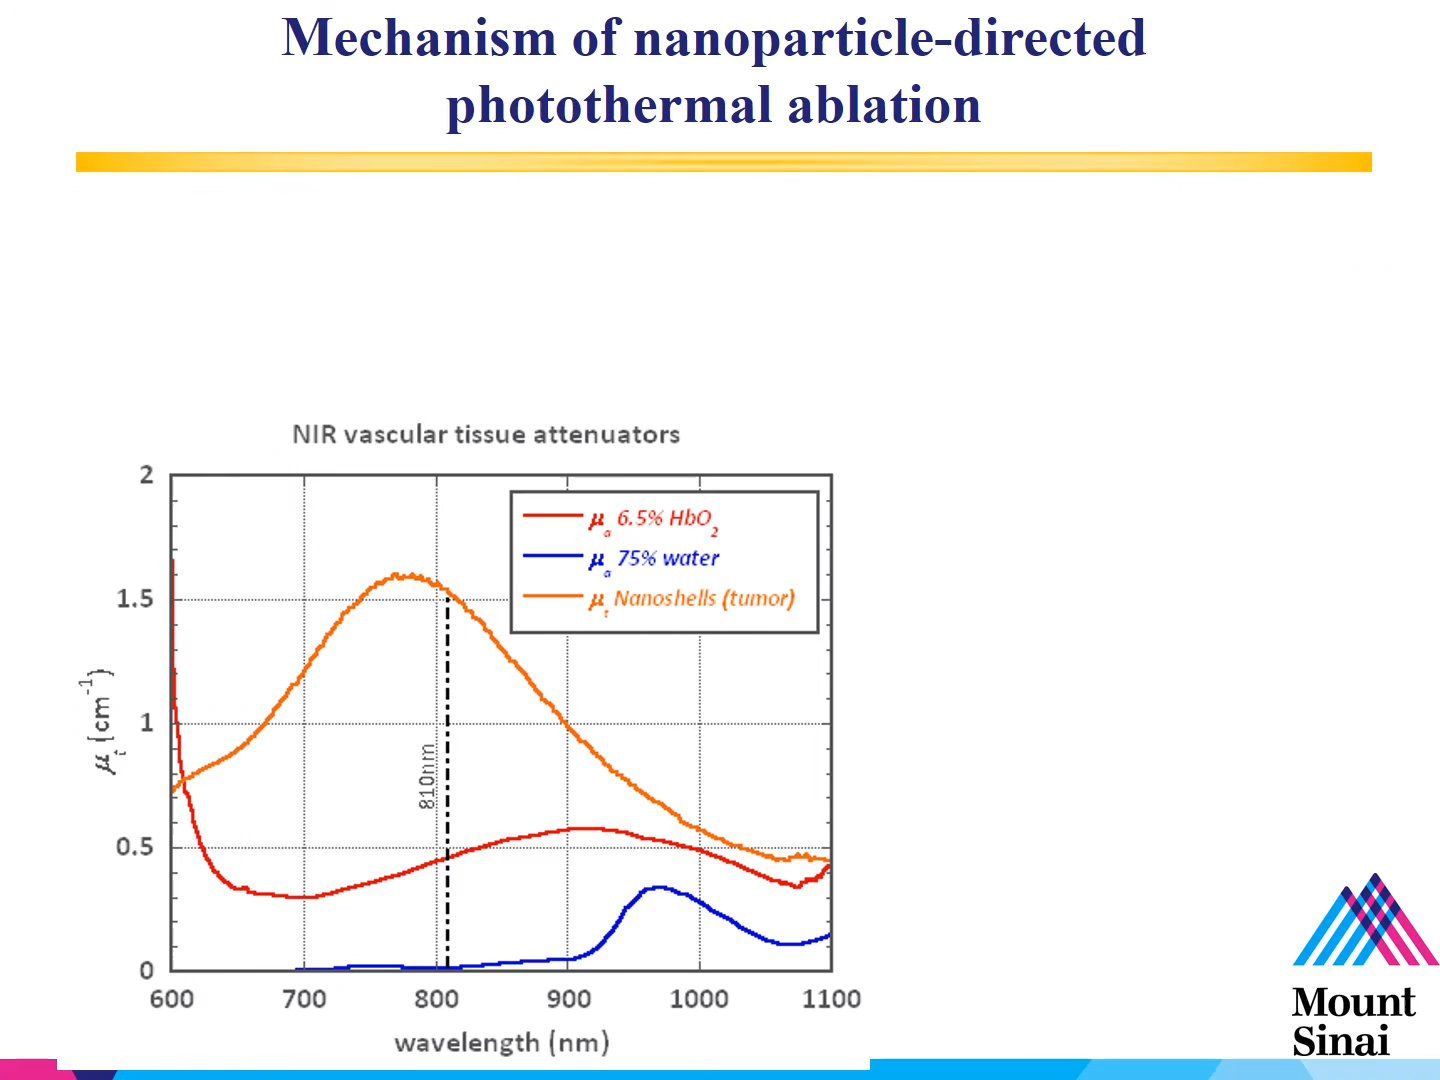 Mechanism of nanoparticle-directed
photothermal ablation
NIR vascular tissue attenuators
2
1.5
1
0.5
0
μt (cm-1)
μa 6.5% HbO2
μa 75% water
μt Nanoshells (tumor)
810nm
600 700 800 900 1000 1100
wavelength (nm)
Mount
Sinai